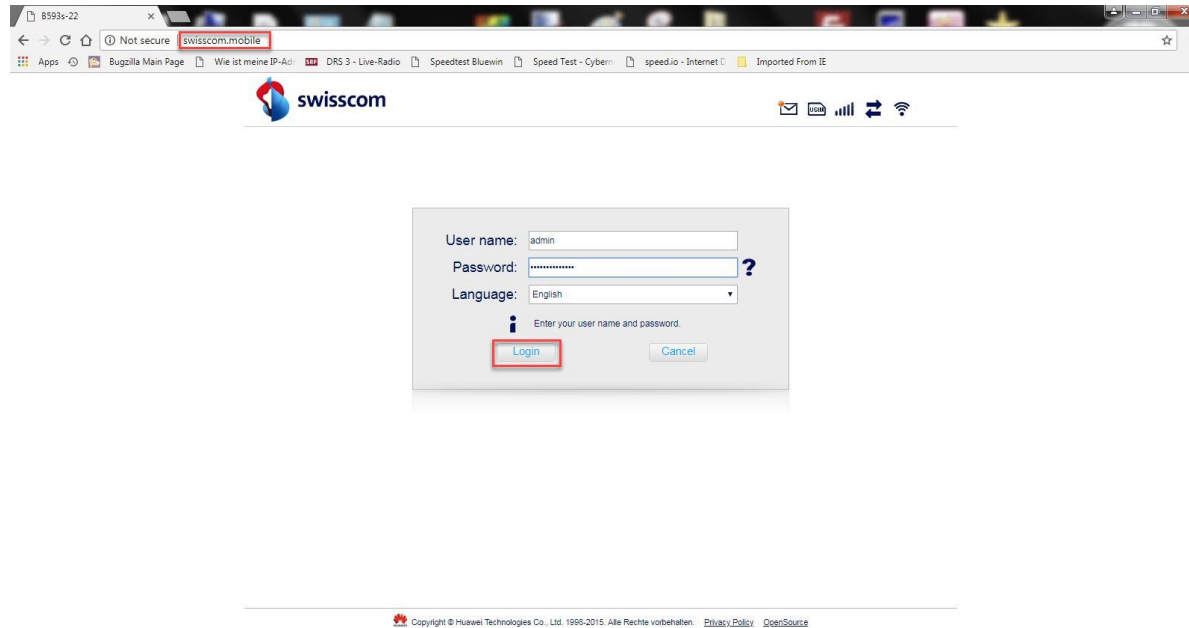 B593s-22
Not secure swisscom.mobile
Apps Bugzilla Main Page Wie ist meine IP-Ad DRS 3 - Live-Radio Speedtest Bluewin Speed Test - Cybern speed.io - Internet D Imported From IE
swisscom
USIM
User name: admin
Password: ••••••••••••••
Language: English
Enter your user name and password.
Login Cancel
Copyright © Huawei Technologies Co., Ltd. 1998-2015. Alle Rechte vorbehalten. Privacy Policy OpenSource